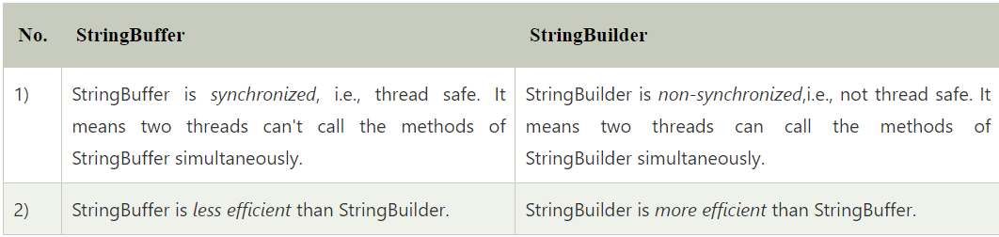 No. StringBuffer StringBuilder
1) StringBuffer is synchronized, i.e., thread safe. It
means two threads can't call the methods of
StringBuffer simultaneously.
StringBuilder is non-synchronized,i.e., not thread safe. It
means two threads can call the methods of
StringBuilder simultaneously.
2) StringBuffer is less efficient than StringBuilder.
StringBuilder is more efficient than StringBuffer.